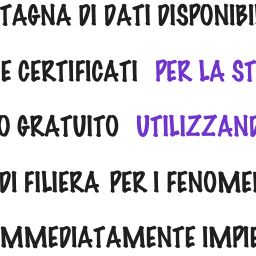 TAGNA DI DATI DISPONIBI
E CERTIFICATI PER LA ST
O GRATUITO UTILIZZAND
DI FILIERA PER I FENOME
MMEDIATAMENTE IMPIE